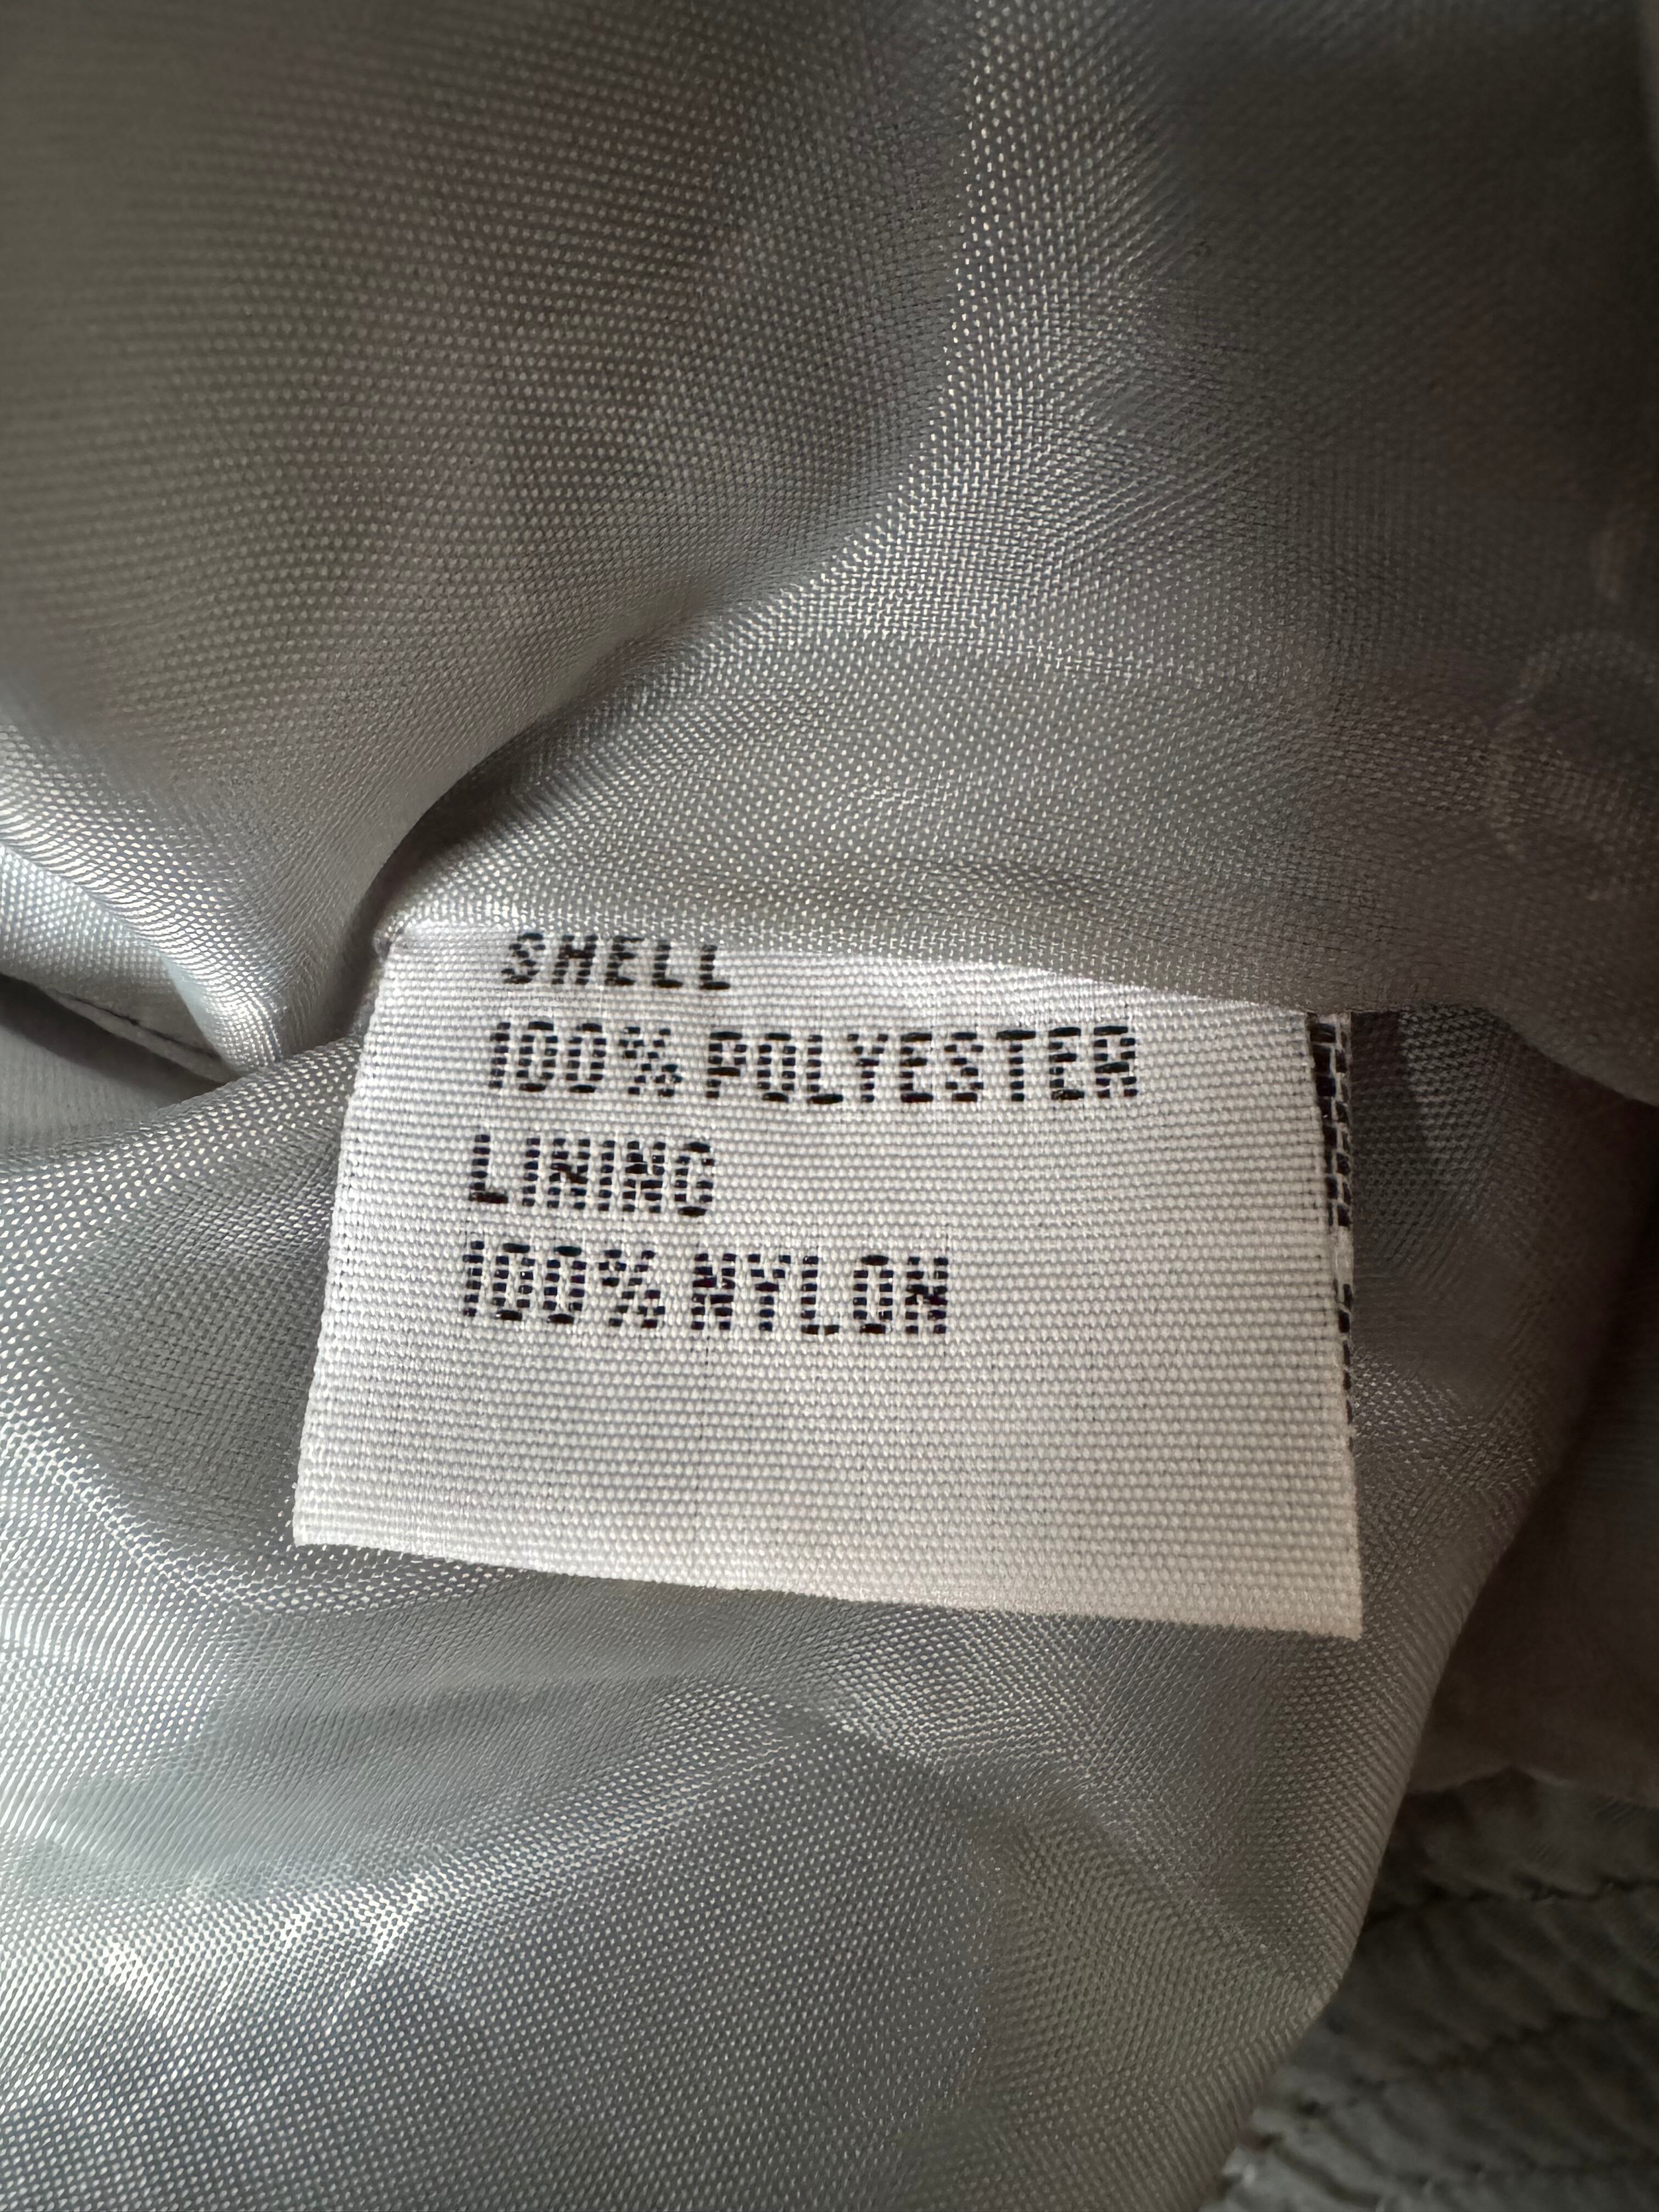 SHELL
100% POLYESTER
LINING
100% NYLON